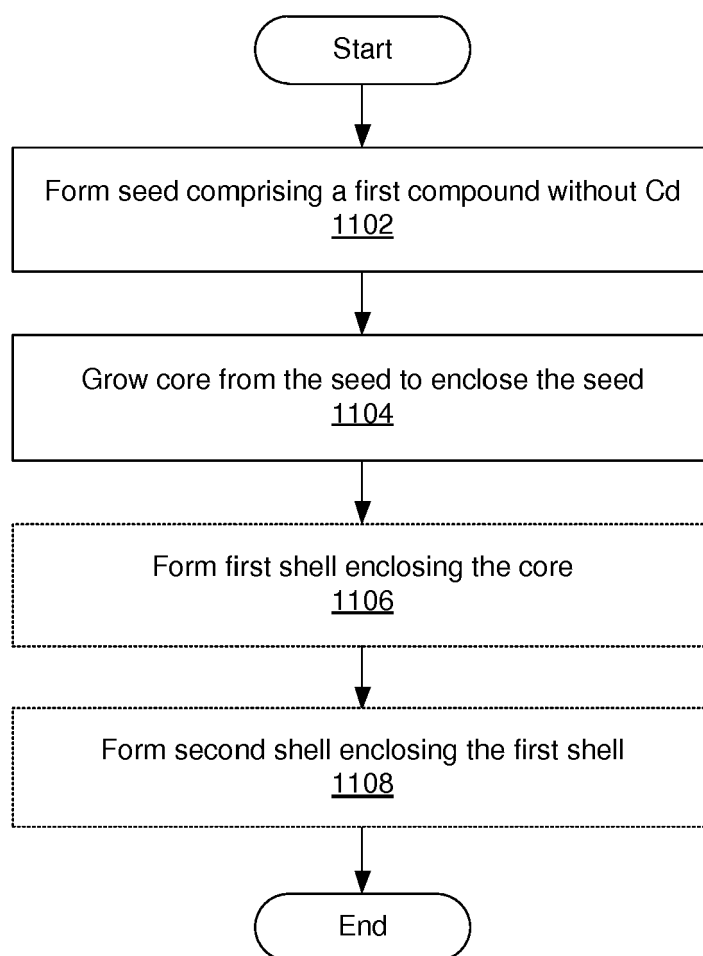 Start
Form seed comprising a first compound without Cd
1102
Grow core from the seed to enclose the seed
1104
Form first shell enclosing the core
1106
Form second shell enclosing the first shell
1108
End